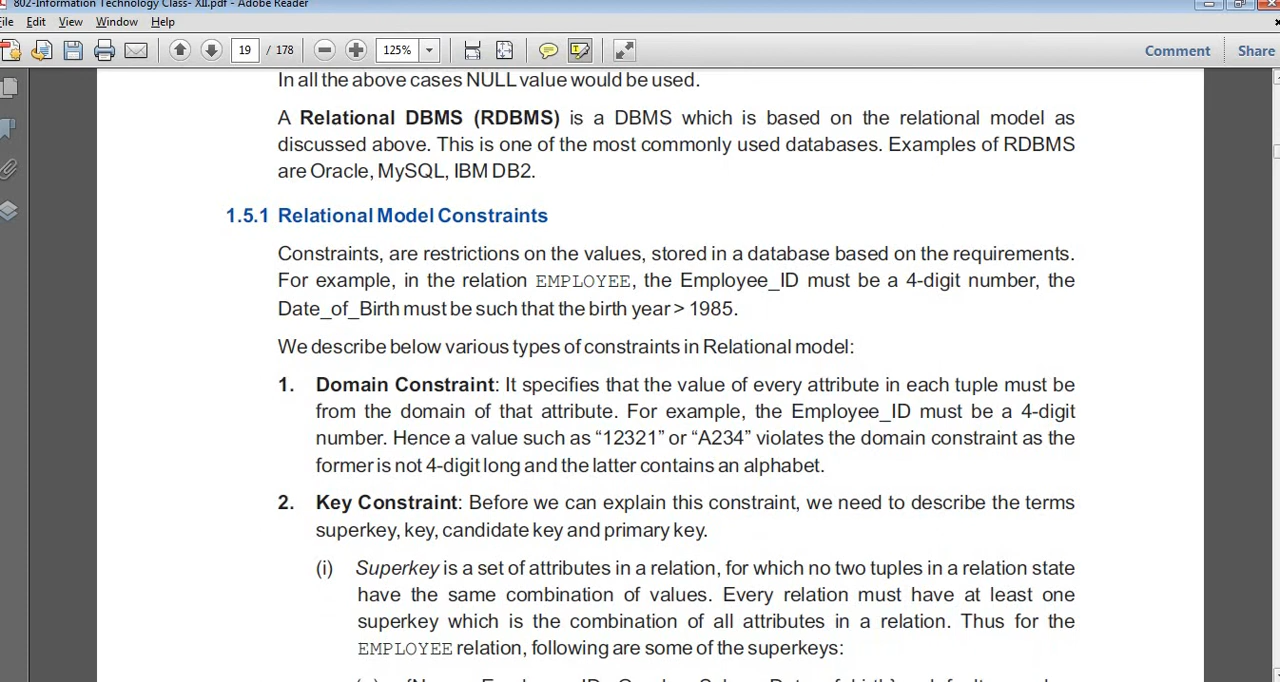 802-Information Technology Class- XII.pdf - Adobe Reader
File Edit View Window Help
19 / 178 125% Comment Share
In all the above cases NULL value would be used.
A Relational DBMS (RDBMS) is a DBMS which is based on the relational model as
discussed above. This is one of the most commonly used databases. Examples of RDBMS
are Oracle, MySQL, IBM DB2.
1.5.1 Relational Model Constraints
Constraints, are restrictions on the values, stored in a database based on the requirements.
For example, in the relation EMPLOYEE, the Employee_ID must be a 4-digit number, the
Date_of_Birth must be such that the birth year > 1985.
We describe below various types of constraints in Relational model:
1. Domain Constraint: It specifies that the value of every attribute in each tuple must be
from the domain of that attribute. For example, the Employee_ID must be a 4-digit
number. Hence a value such as “12321” or “A234” violates the domain constraint as the
former is not 4-digit long and the latter contains an alphabet.
2. Key Constraint: Before we can explain this constraint, we need to describe the terms
superkey, key, candidate key and primary key.
(i) Superkey is a set of attributes in a relation, for which no two tuples in a relation state
have the same combination of values. Every relation must have at least one
superkey which is the combination of all attributes in a relation. Thus for the
EMPLOYEE relation, following are some of the superkeys: